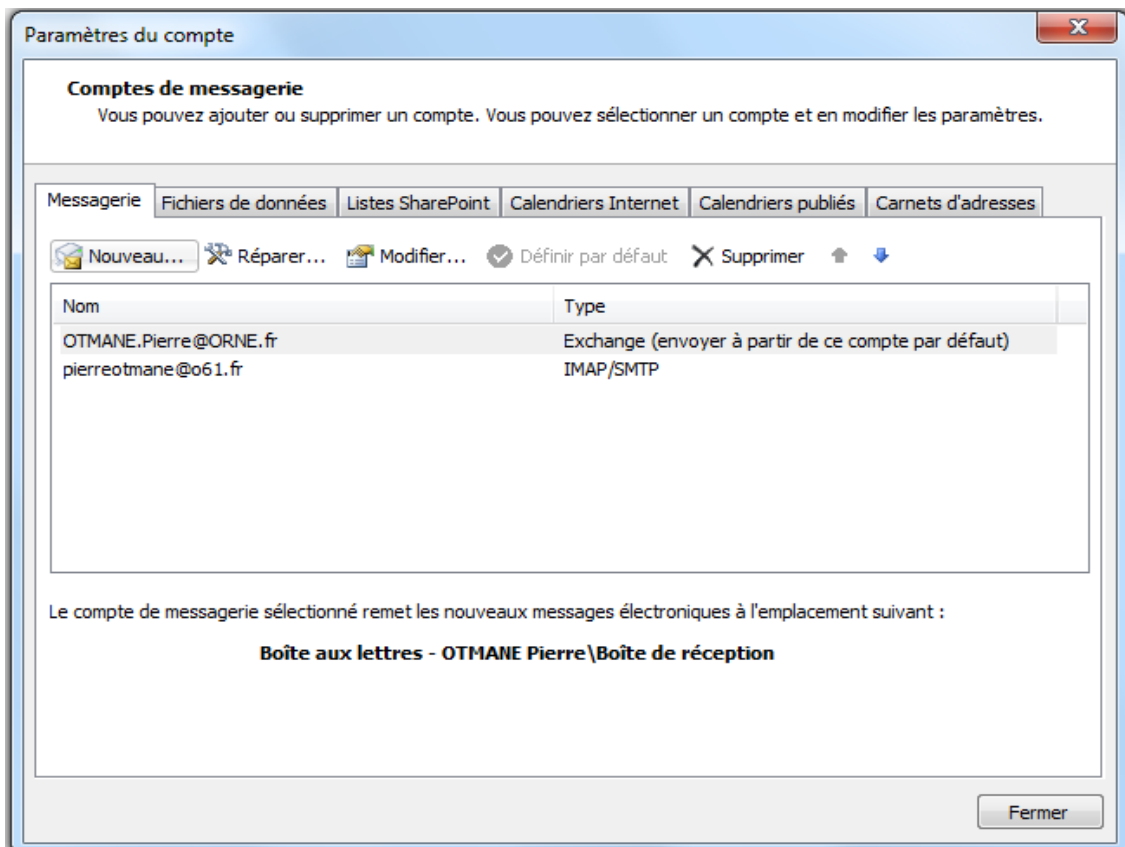 Paramètres du compte
Comptes de messagerie
Vous pouvez ajouter ou supprimer un compte. Vous pouvez sélectionner un compte et en modifier les paramètres.
Messagerie Fichiers de données Listes SharePoint Calendriers Internet Calendriers publiés Carnets d'adresses
Nouveau... Réparer... Modifier... Définir par défaut Supprimer
Nom Type
OTMANE.Pierre@ORNE.fr Exchange (envoyer à partir de ce compte par défaut)
pierreotmane@o61.fr IMAP/SMTP
Le compte de messagerie sélectionné remet les nouveaux messages électroniques à l'emplacement suivant :
Boîte aux lettres - OTMANE Pierre\Boîte de réception
Fermer